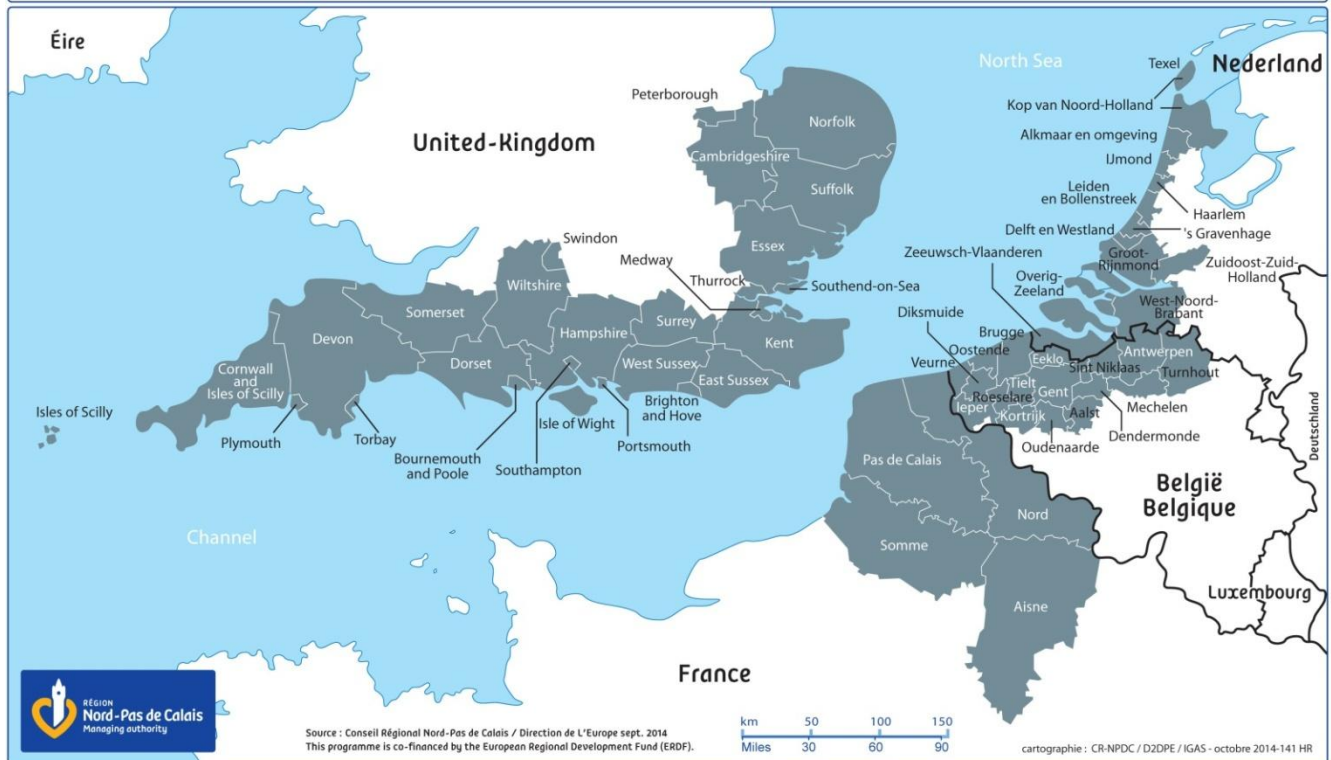 Éire
North Sea
Texel
Nederland
Peterborough
Kop van Noord-Holland
Norfolk
United-Kingdom
Alkmaar en omgeving
Cambridgeshire
IJmond
Suffolk
Leiden
en Bollenstreek
Haarlem
Swindon
Essex
Delft en Westland
's Gravenhage
Medway
Zeeuwsch-Vlaanderen
Groot-
Rijnmond
Zuidoost-Zuid-
Holland
Thurrock
Overig-
Zeeland
Wiltshire
Southend-on-Sea
West-Noord-
Brabant
Somerset
Diksmuide
Hampshire
Surrey
Brugge
Devon
Kent
Oostende
Antwerpen
Veurne
Eeklo
Dorset
West Sussex
Sint Niklaas
Turnhout
Cornwall
and
Isles of Scilly
East Sussex
Tielt
Gent
Roeselare
Ieper
Kortrijk
Aalst
Mechelen
Isles of Scilly
Brighton
and Hove
Isle of Wight
Dendermonde
Plymouth
Torbay
Portsmouth
Oudenaarde
Bournemouth
and Poole
Southampton
Pas de Calais
Deutschland
België
Belgique
Nord
Channel
Somme
Luxembourg
Aisne
France
RÉGION
Nord-Pas de Calais
Managing authority
Source : Conseil Régional Nord-Pas de Calais / Direction de L'Europe sept. 2014
This programme is co-financed by the European Regional Development Fund (ERDF).
km 50 100 150
Miles 30 60 90
cartographie : CR-NPDC / D2DPE / IGAS - octobre 2014-141 HR